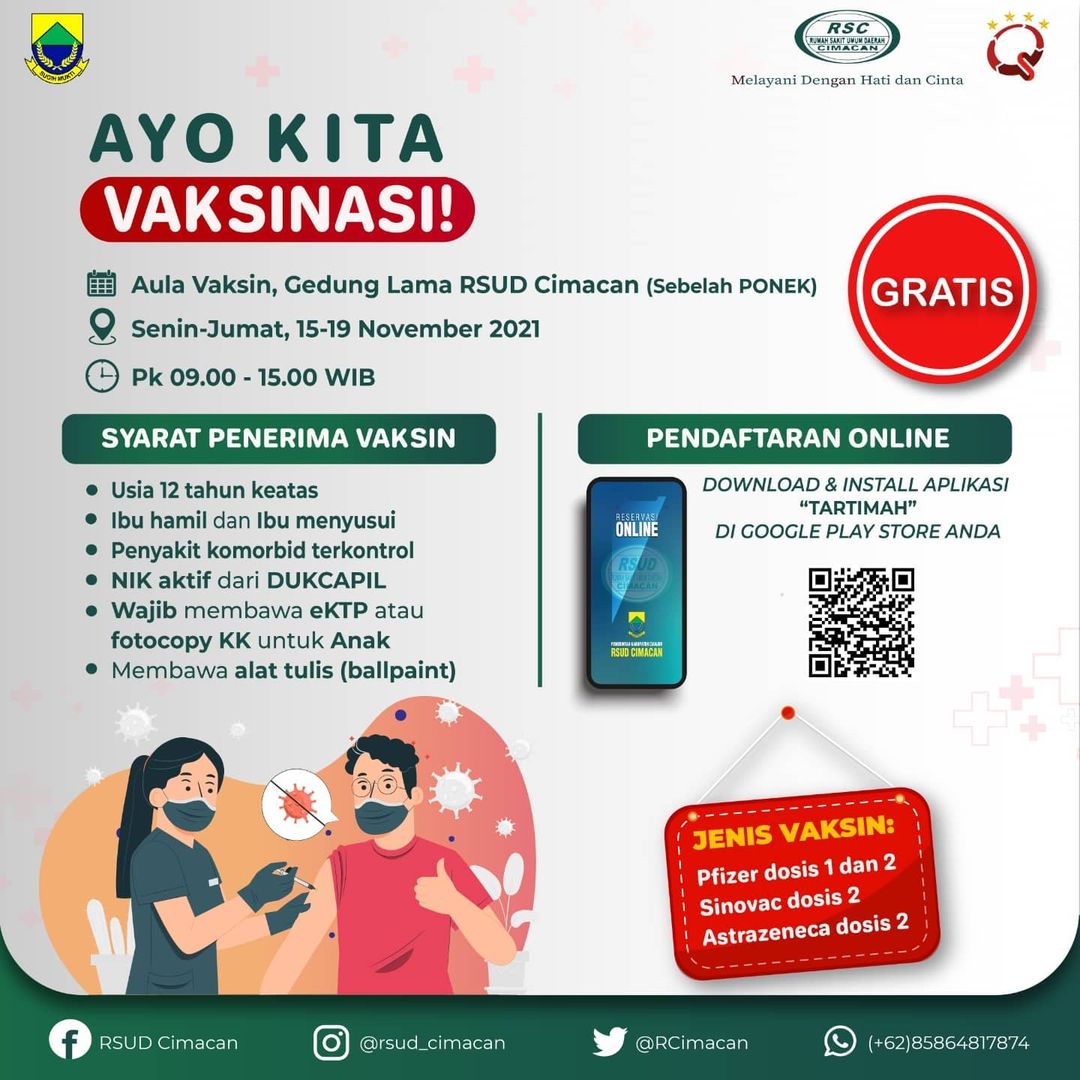 SUGIH MUKTI
RSC
RUMAH SAKIT UMUM DAERAH
CIMACAN
Melayani Dengan Hati dan Cinta
AYO KITA
VAKSINASI!
GRATIS
Aula Vaksin, Gedung Lama RSUD Cimacan (Sebelah PONEK)
Senin-Jumat, 15-19 November 2021
Pk 09.00 - 15.00 WIB
SYARAT PENERIMA VAKSIN
• Usia 12 tahun keatas
• Ibu hamil dan Ibu menyusui
• Penyakit komorbid terkontrol
• NIK aktif dari DUKCAPIL
• Wajib membawa eKTP atau
fotocopy KK untuk Anak
• Membawa alat tulis (ballpaint)
PENDAFTARAN ONLINE
DOWNLOAD & INSTALL APLIKASI
“TARTIMAH”
DI GOOGLE PLAY STORE ANDA
RESERVASI
ONLINE
RSUD
CIMACAN
RSUD CIMACAN
JENIS VAKSIN:
Pfizer dosis 1 dan 2
Sinovac dosis 2
Astrazeneca dosis 2
RSUD Cimacan
@rsud_cimacan
@RCimacan
(+62)85864817874